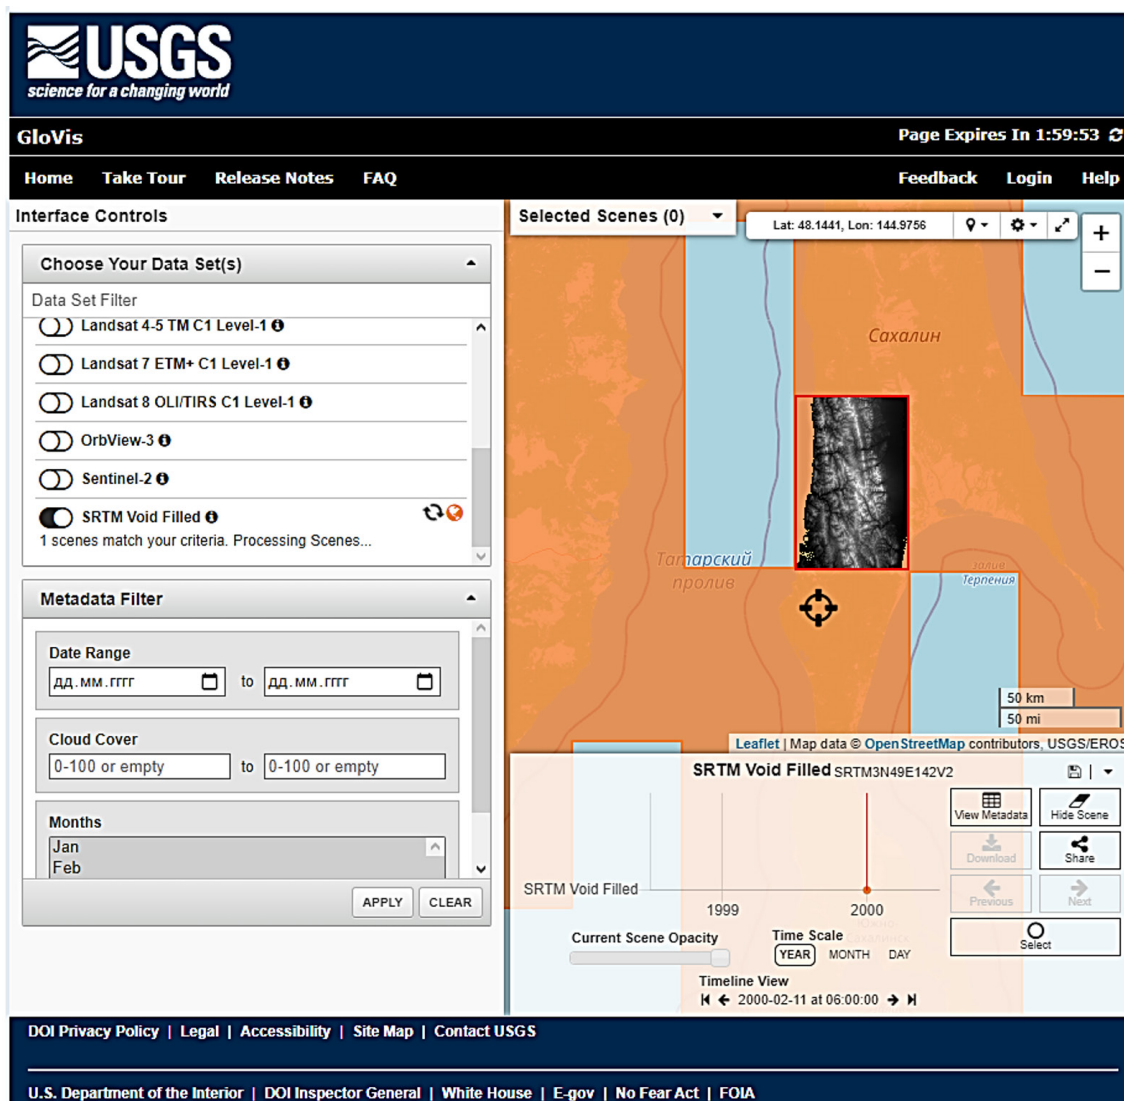 USGS
science for a changing world
GloVis
Page Expires In 1:59:53
Home Take Tour Release Notes FAQ
Feedback Login Help
Interface Controls
Choose Your Data Set(s)
Data Set Filter
Landsat 4-5 TM C1 Level-1
Landsat 7 ETM+ C1 Level-1
Landsat 8 OLI/TIRS C1 Level-1
OrbView-3
Sentinel-2
SRTM Void Filled
1 scenes match your criteria. Processing Scenes...
Metadata Filter
Date Range
дд.мм.гггг to дд.мм.гггг
Cloud Cover
0-100 or empty to 0-100 or empty
Months
Jan
Feb
APPLY CLEAR
Selected Scenes (0)
Lat: 48.1441, Lon: 144.9756
+
−
Сахалин
Татарский
пролив
залив
Терпения
50 km
50 mi
Leaflet | Map data © OpenStreetMap contributors, USGS/EROS
SRTM Void Filled SRTM3N49E142V2
View Metadata Hide Scene
Download Share
Previous Next
Select
SRTM Void Filled
1999 2000
Current Scene Opacity
Time Scale
YEAR MONTH DAY
Timeline View
2000-02-11 at 06:00:00
DOI Privacy Policy | Legal | Accessibility | Site Map | Contact USGS
U.S. Department of the Interior | DOI Inspector General | White House | E-gov | No Fear Act | FOIA